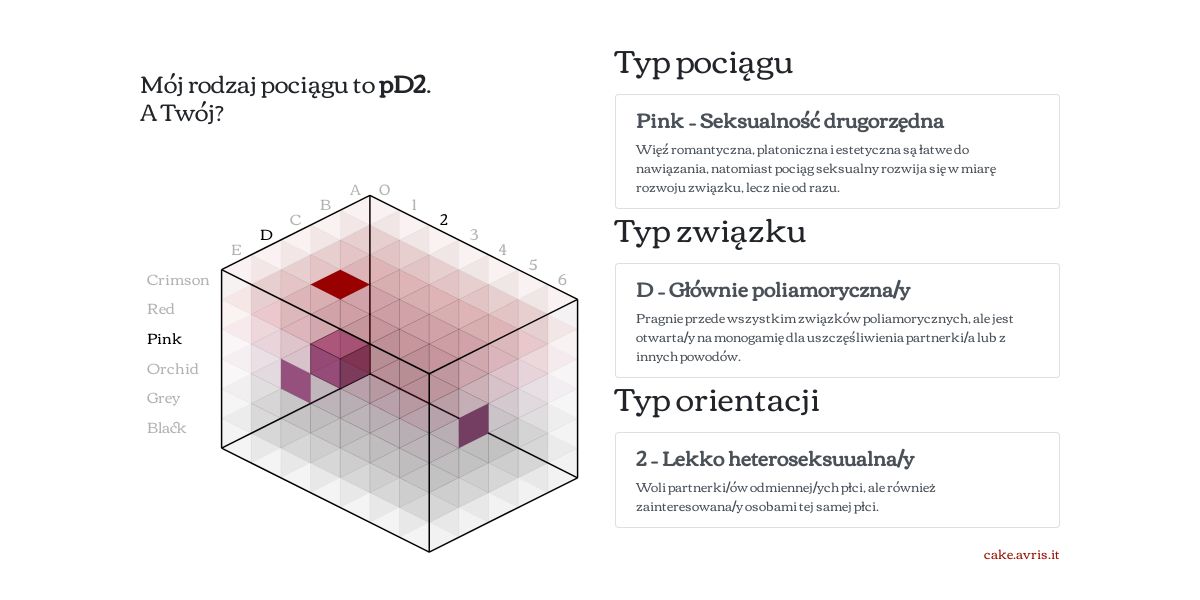 Mój rodzaj pociągu to pD2.
A Twój?
A
B
C
D
E
O
1
2
3
4
5
6
Crimson
Red
Pink
Orchid
Grey
Black
Typ pociągu
Pink – Seksualność drugorzędna
Więź romantyczna, platoniczna i estetyczna są łatwe do
nawiązania, natomiast pociąg seksualny rozwija się w miarę
rozwoju związku, lecz nie od razu.
Typ związku
D – Głównie poliamoryczna/y
Pragnie przede wszystkim związków poliamorycznych, ale jest
otwarta/y na monogamię dla uszczęśliwienia partnerki/a lub z
innych powodów.
Typ orientacji
2 – Lekko heteroseksuualna/y
Woli partnerki/ów odmiennej/ych płci, ale również
zainteresowana/y osobami tej samej płci.
cake.avris.it